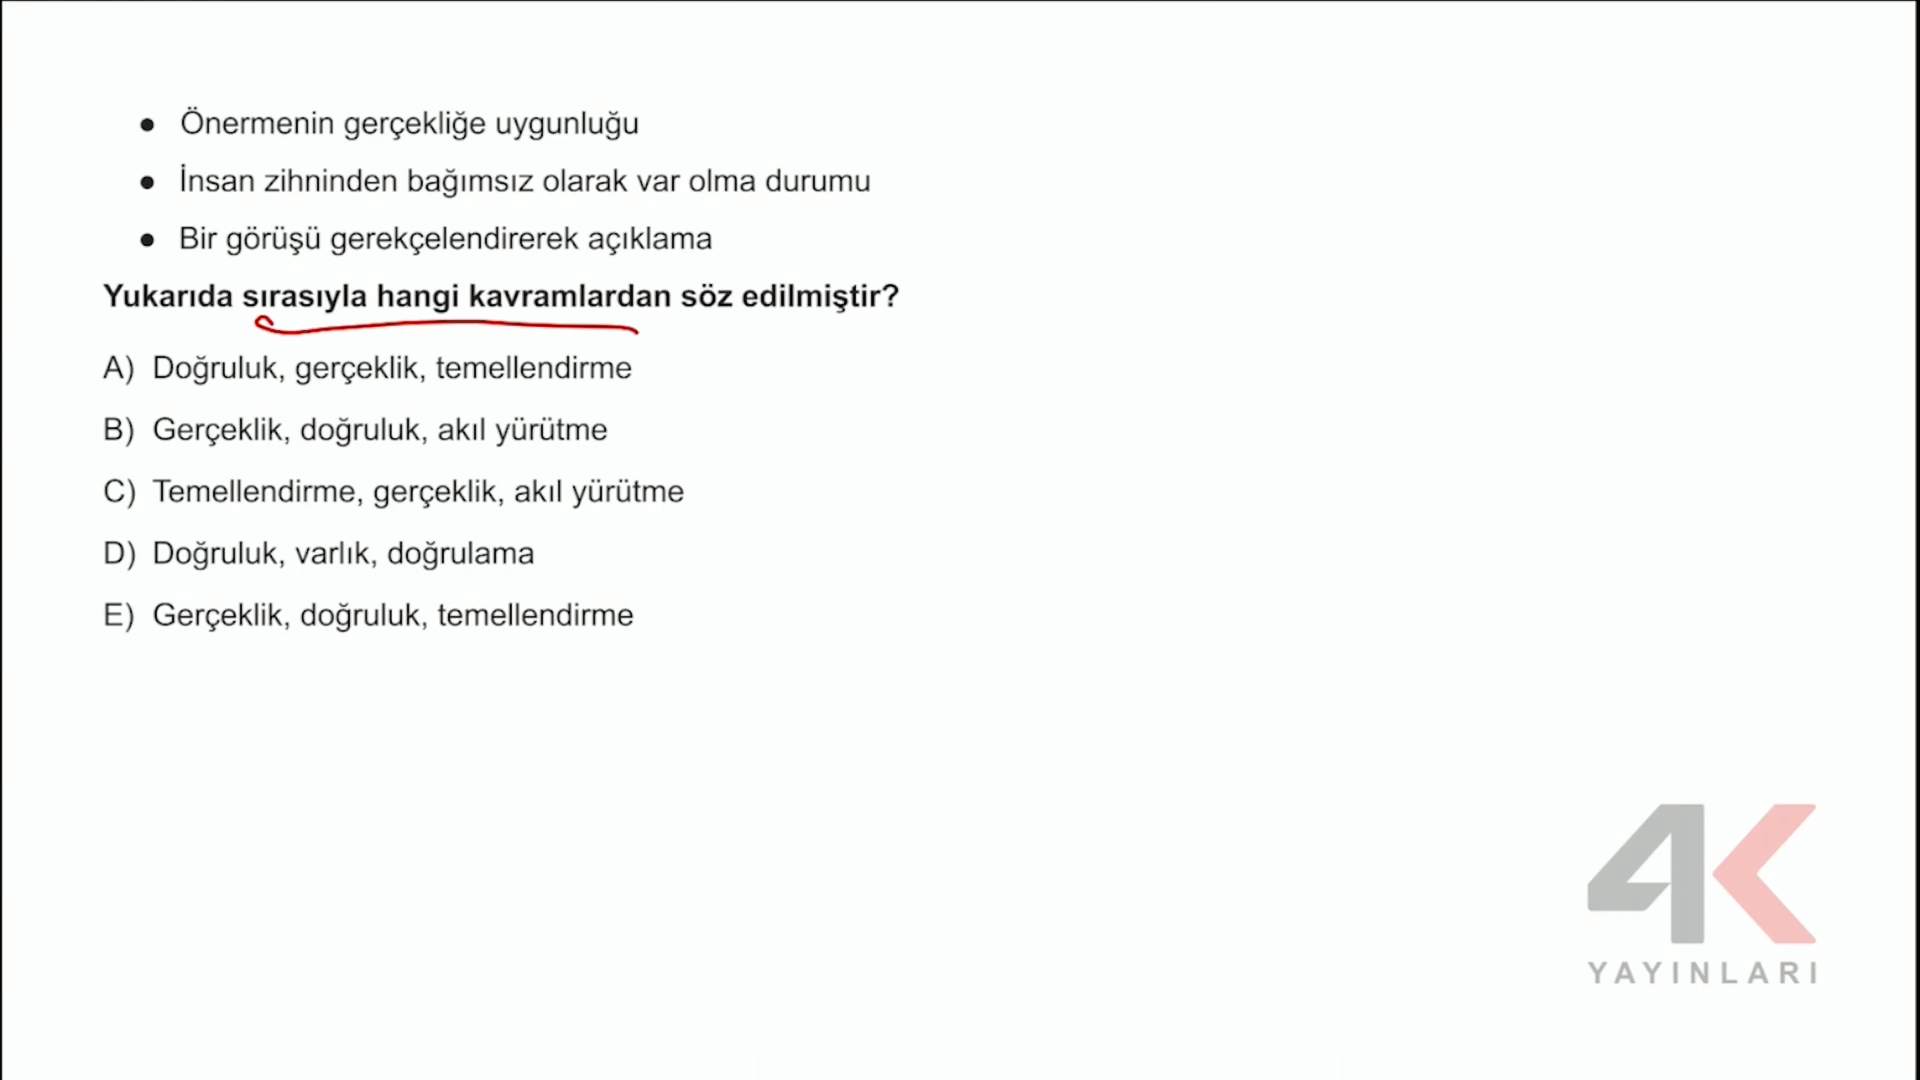 ● Önermenin gerçekliğe uygunluğu
● İnsan zihninden bağımsız olarak var olma durumu
● Bir görüşü gerekçelendirerek açıklama
Yukarıda sırasıyla hangi kavramlardan söz edilmiştir?
A) Doğruluk, gerçeklik, temellendirme
B) Gerçeklik, doğruluk, akıl yürütme
C) Temellendirme, gerçeklik, akıl yürütme
D) Doğruluk, varlık, doğrulama
E) Gerçeklik, doğruluk, temellendirme
4K
YAYINLARI